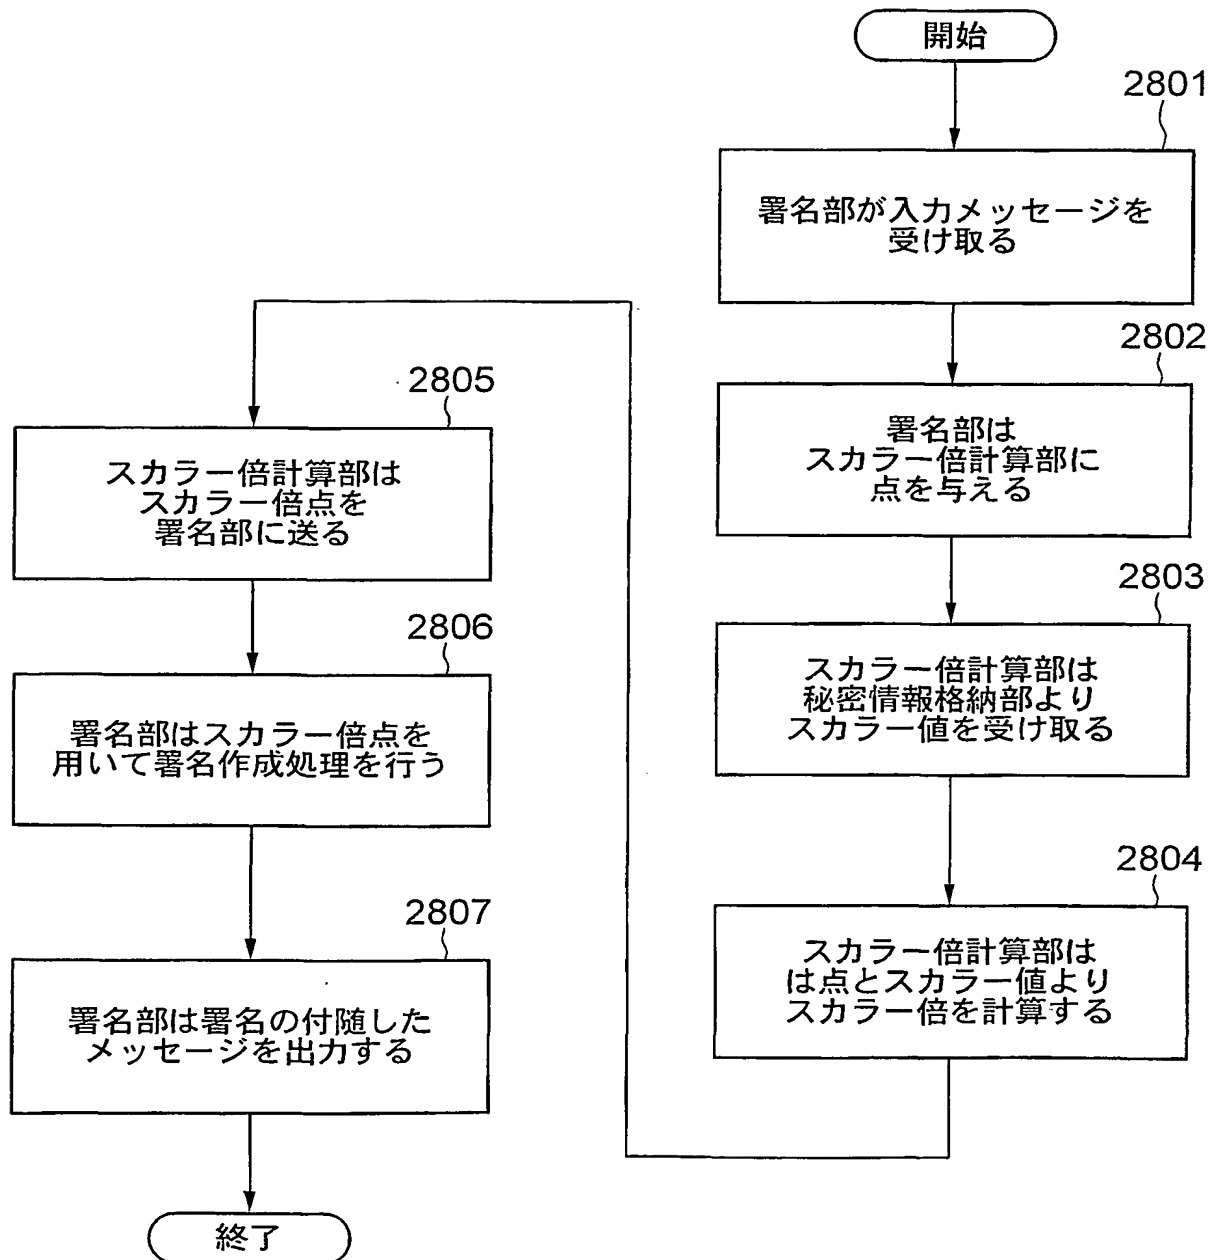 開始
2801
署名部が入力メッセージを
受け取る
2802
署名部は
スカラー倍計算部に
点を与える
2803
スカラー倍計算部は
秘密情報格納部より
スカラー値を受け取る
2804
スカラー倍計算部は
は点とスカラー値より
スカラー倍を計算する
2805
スカラー倍計算部は
スカラー倍点を
署名部に送る
2806
署名部はスカラー倍点を
用いて署名作成処理を行う
2807
署名部は署名の付随した
メッセージを出力する
終了